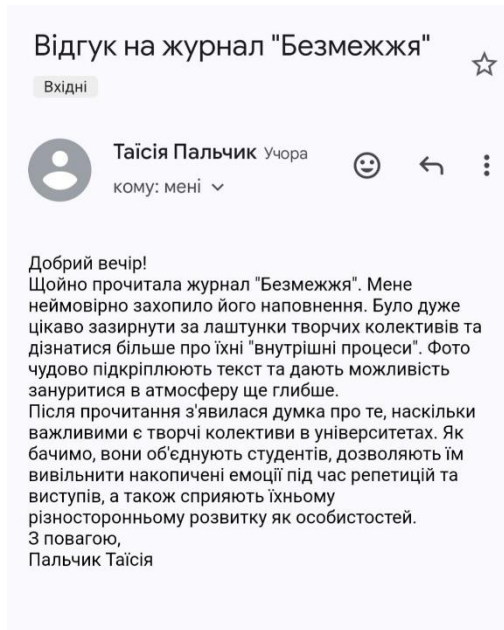 Відгук на журнал "Безмежжя"
Вхідні
Таїсія Пальчик Учора
кому: мені
Добрий вечір!
Щойно прочитала журнал "Безмежжя". Мене
неймовірно захопило його наповнення. Було дуже
цікаво зазирнути за лаштунки творчих колективів та
дізнатися більше про їхні "внутрішні процеси". Фото
чудово підкріплюють текст та дають можливість
зануритися в атмосферу ще глибше.
Після прочитання з'явилася думка про те, наскільки
важливими є творчі колективи в університетах. Як
бачимо, вони об'єднують студентів, дозволяють їм
вивільнити накопичені емоції під час репетицій та
виступів, а також сприяють їхньому
різносторонньому розвитку як особистостей.
З повагою,
Пальчик Таїсія